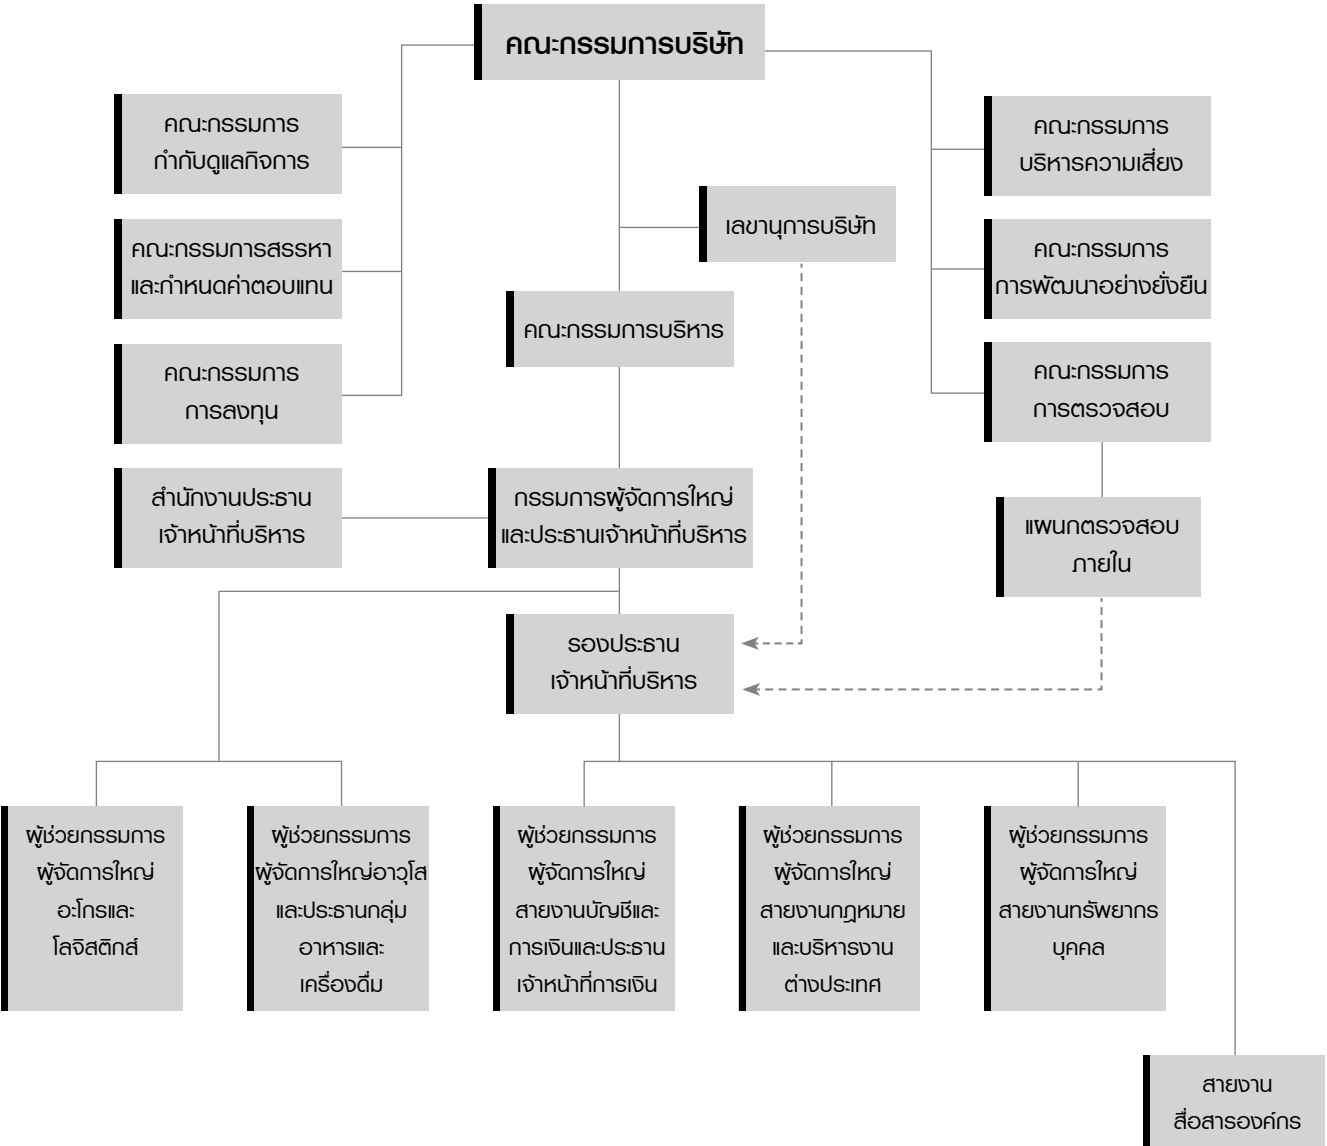 คณะกรรมการบริษัท
คณะกรรมการ
กำกับดูแลกิจการ
คณะกรรมการสรรหา
และกำหนดค่าตอบแทน
คณะกรรมการ
การลงทุน
คณะกรรมการ
บริหารความเสี่ยง
คณะกรรมการ
การพัฒนาอย่างยั่งยืน
คณะกรรมการ
การตรวจสอบ
เลขานุการบริษัท
คณะกรรมการบริหาร
สำนักงานประธาน
เจ้าหน้าที่บริหาร
กรรมการผู้จัดการใหญ่
และประธานเจ้าหน้าที่บริหาร
แผนกตรวจสอบ
ภายใน
รองประธาน
เจ้าหน้าที่บริหาร
ผู้ช่วยกรรมการ
ผู้จัดการใหญ่
อะโกรและ
โลจิสติกส์
ผู้ช่วยกรรมการ
ผู้จัดการใหญ่อาวุโส
และประธานกลุ่ม
อาหารและ
เครื่องดื่ม
ผู้ช่วยกรรมการ
ผู้จัดการใหญ่
สายงานบัญชีและ
การเงินและประธาน
เจ้าหน้าที่การเงิน
ผู้ช่วยกรรมการ
ผู้จัดการใหญ่
สายงานกฎหมาย
และบริหารงาน
ต่างประเทศ
ผู้ช่วยกรรมการ
ผู้จัดการใหญ่
สายงานทรัพยากร
บุคคล
สายงาน
สื่อสารองค์กร